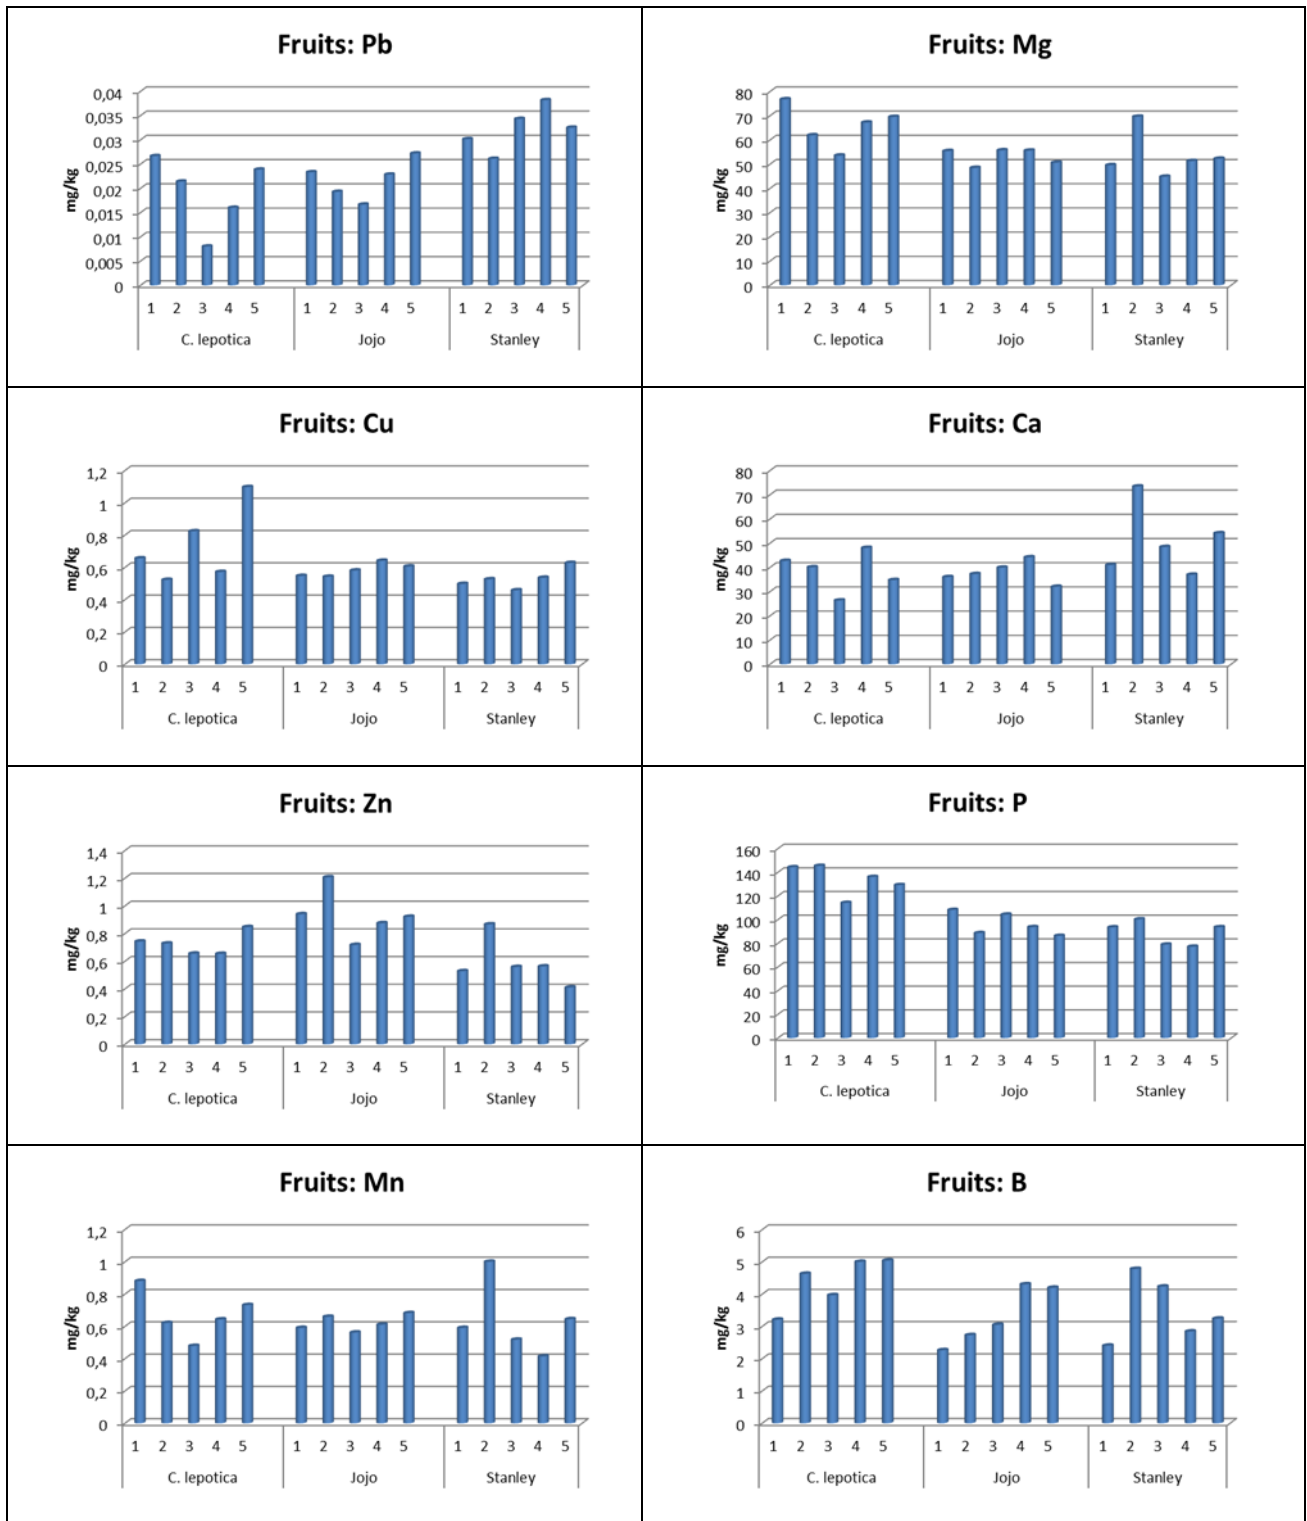 Fruits: Pb
mg/kg
0,04
0,035
0,03
0,025
0,02
0,015
0,01
0,005
0
1 2 3 4 5 1 2 3 4 5 1 2 3 4 5
C. lepotica Jojo Stanley
Fruits: Mg
mg/kg
80
70
60
50
40
30
20
10
0
1 2 3 4 5 1 2 3 4 5 1 2 3 4 5
C. lepotica Jojo Stanley
Fruits: Cu
mg/kg
1,2
1
0,8
0,6
0,4
0,2
0
1 2 3 4 5 1 2 3 4 5 1 2 3 4 5
C. lepotica Jojo Stanley
Fruits: Ca
mg/kg
80
70
60
50
40
30
20
10
0
1 2 3 4 5 1 2 3 4 5 1 2 3 4 5
C. lepotica Jojo Stanley
Fruits: Zn
mg/kg
1,4
1,2
1
0,8
0,6
0,4
0,2
0
1 2 3 4 5 1 2 3 4 5 1 2 3 4 5
C. lepotica Jojo Stanley
Fruits: P
mg/kg
160
140
120
100
80
60
40
20
0
1 2 3 4 5 1 2 3 4 5 1 2 3 4 5
C. lepotica Jojo Stanley
Fruits: Mn
mg/kg
1,2
1
0,8
0,6
0,4
0,2
0
1 2 3 4 5 1 2 3 4 5 1 2 3 4 5
C. lepotica Jojo Stanley
Fruits: B
mg/kg
6
5
4
3
2
1
0
1 2 3 4 5 1 2 3 4 5 1 2 3 4 5
C. lepotica Jojo Stanley